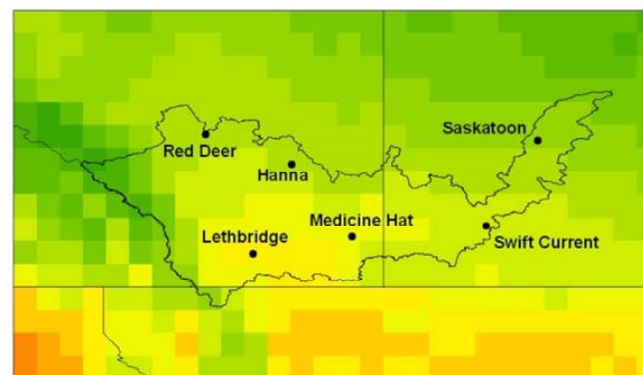 Saskatoon
Red Deer
Hanna
Medicine Hat
Lethbridge
Swift Current